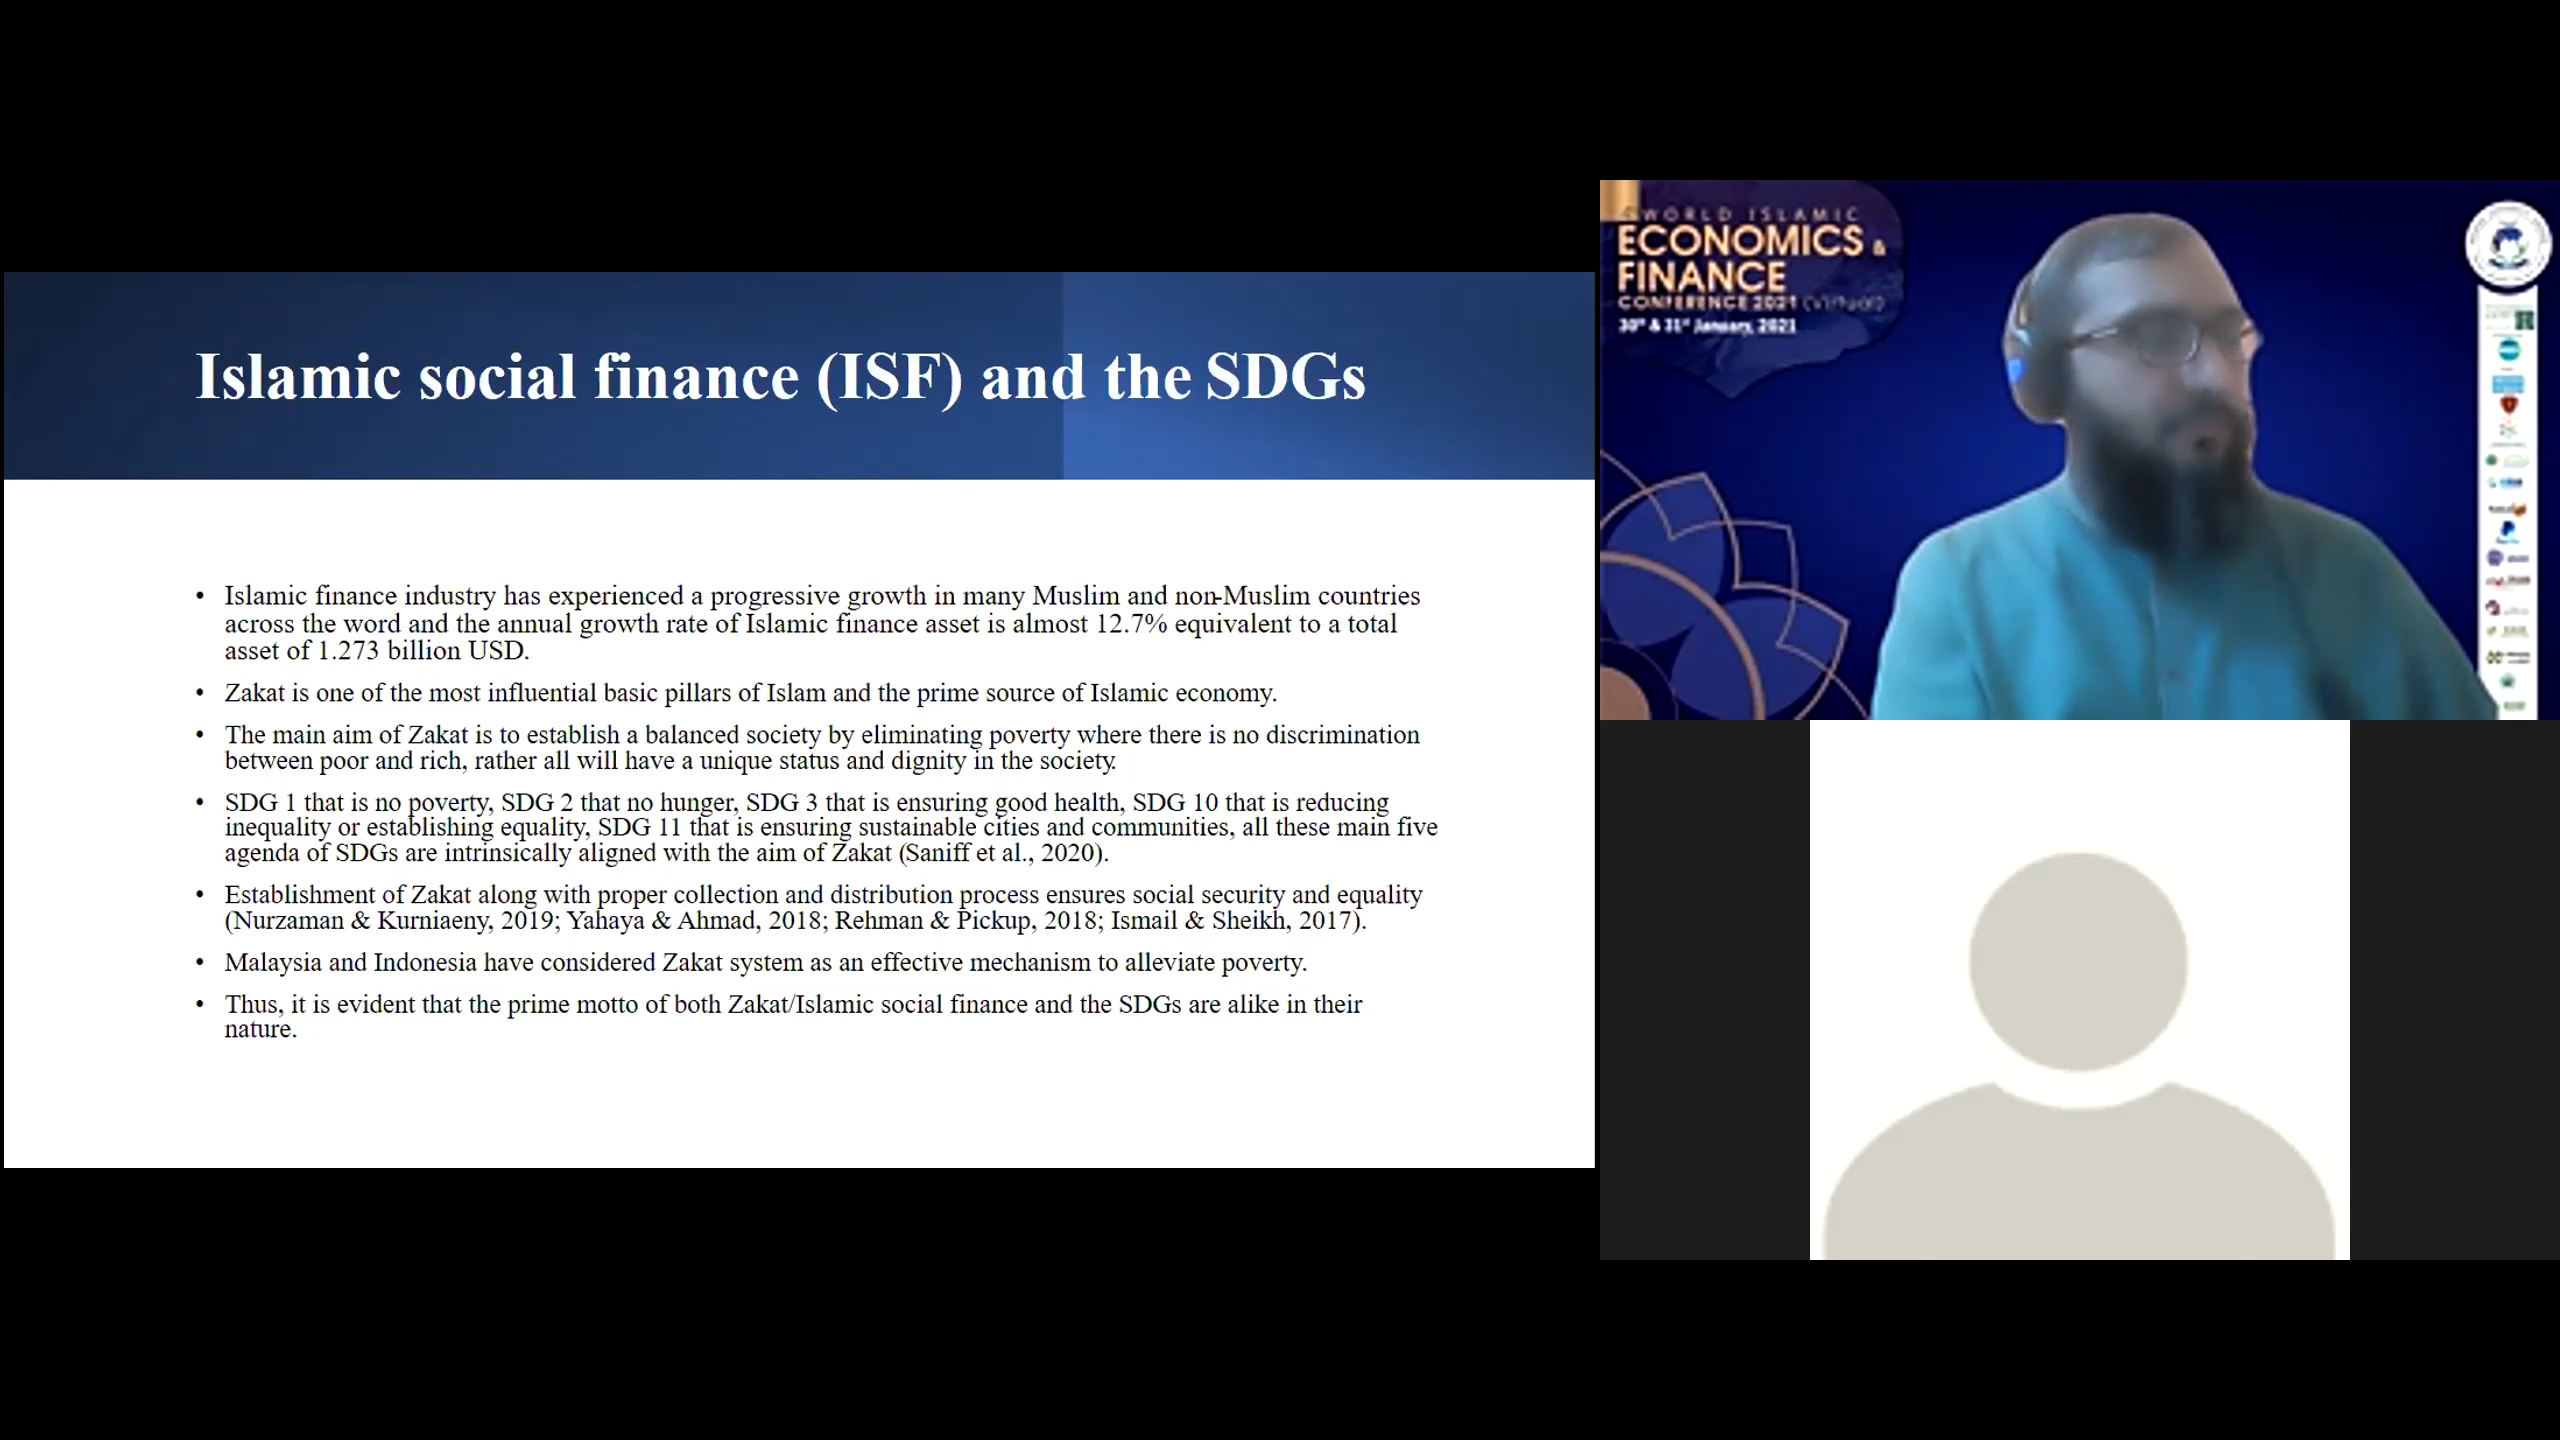 Islamic social finance (ISF) and the SDGs
• Islamic finance industry has experienced a progressive growth in many Muslim and non-Muslim countries
across the word and the annual growth rate of Islamic finance asset is almost 12.7% equivalent to a total
asset of 1.273 billion USD.
• Zakat is one of the most influential basic pillars of Islam and the prime source of Islamic economy.
• The main aim of Zakat is to establish a balanced society by eliminating poverty where there is no discrimination
between poor and rich, rather all will have a unique status and dignity in the society.
• SDG 1 that is no poverty, SDG 2 that no hunger, SDG 3 that is ensuring good health, SDG 10 that is reducing
inequality or establishing equality, SDG 11 that is ensuring sustainable cities and communities, all these main five
agenda of SDGs are intrinsically aligned with the aim of Zakat (Saniff et al., 2020).
• Establishment of Zakat along with proper collection and distribution process ensures social security and equality
(Nurzaman & Kurniaeny, 2019; Yahaya & Ahmad, 2018; Rehman & Pickup, 2018; Ismail & Sheikh, 2017).
• Malaysia and Indonesia have considered Zakat system as an effective mechanism to alleviate poverty.
• Thus, it is evident that the prime motto of both Zakat/Islamic social finance and the SDGs are alike in their
nature.
WORLD ISLAMIC
ECONOMICS &
FINANCE
CONFERENCE 2021 (Virtual)
30th & 31st January, 2021